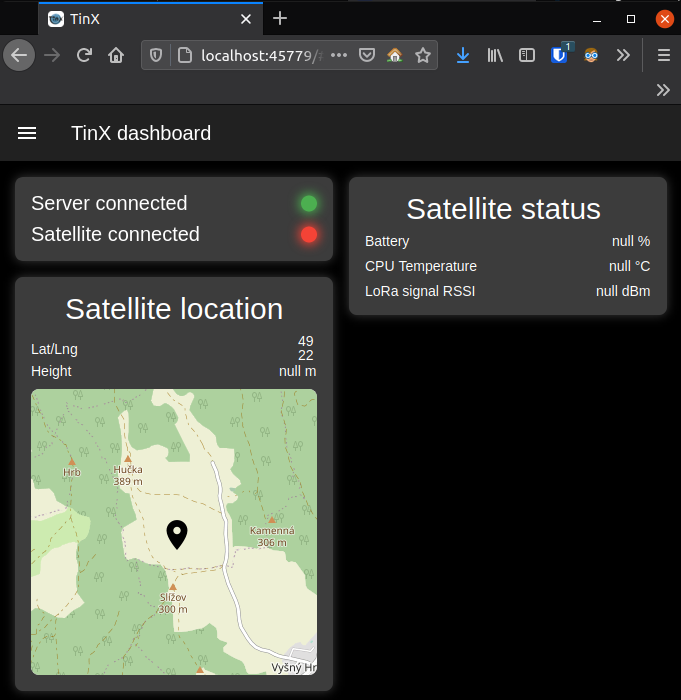 TinX
localhost:45779/
1
TinX dashboard
Server connected
Satellite connected
Satellite location
Lat/Lng
49
22
Height
null m
Hrb
Hučka
389 m
Kamenná
306 m
Slížov
300 m
Vyšný Hr
Satellite status
Battery
null %
CPU Temperature
null °C
LoRa signal RSSI
null dBm